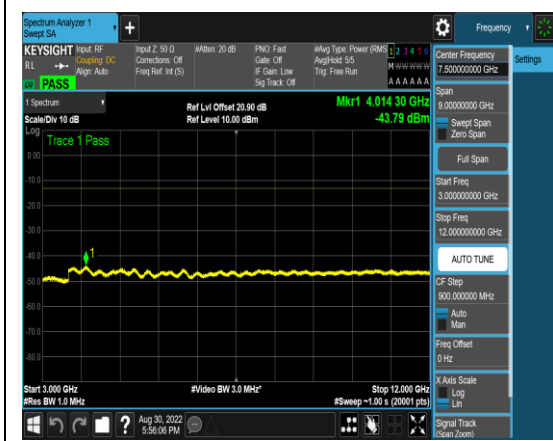 Spectrum Analyzer 1
Swept SA
+
Frequency
KEYSIGHT
Input: RF
Input Z: 50 Ω
#Atten: 20 dB
PNO: Fast
#Avg Type: Power (RMS
1 2 3 4 5 6
RL
Coupling: DC
Corrections: Off
Gate: Off
Avg|Hold: 5/5
M W W W W W
Align: Auto
Freq Ref: Int (S)
IF Gain: Low
Trig: Free Run
Sig Track: Off
A A A A A A
PASS
1 Spectrum
Ref Lvl Offset 20.90 dB
Mkr1 4.014 30 GHz
Scale/Div 10 dB
Ref Level 10.00 dBm
-43.79 dBm
Log
Trace 1 Pass
0.00
-10.0
-20.0
-30.0
-40.0
1
-50.0
-60.0
-70.0
-80.0
Start 3.000 GHz
#Video BW 3.0 MHz*
Stop 12.000 GHz
#Res BW 1.0 MHz
#Sweep ~1.00 s (20001 pts)
?
Aug 30, 2022
5:56:06 PM
Center Frequency
7.500000000 GHz
Settings
Span
9.00000000 GHz
Swept Span
Zero Span
Full Span
Start Freq
3.000000000 GHz
Stop Freq
12.000000000 GHz
AUTO TUNE
CF Step
900.000000 MHz
Auto
Man
Freq Offset
0 Hz
X Axis Scale
Log
Lin
Signal Track
(Span Zoom)